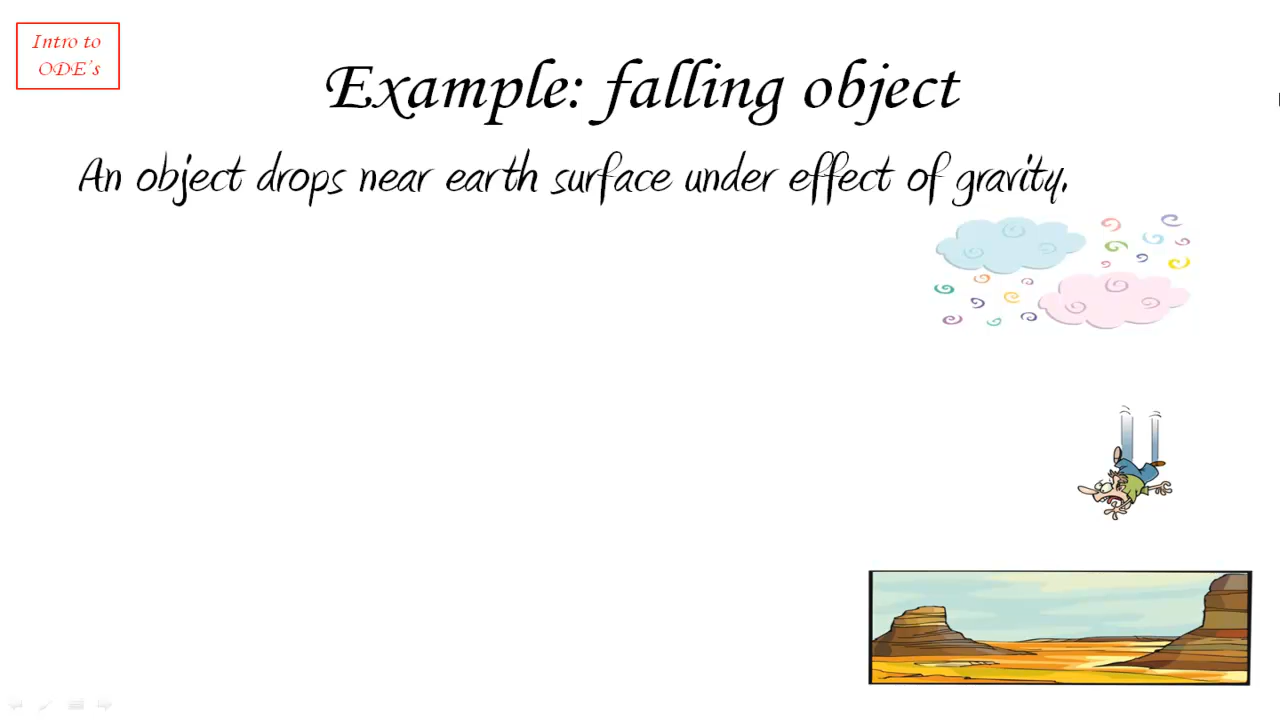 Intro to
ODE's
Example: falling object
An object drops near earth surface under effect of gravity.